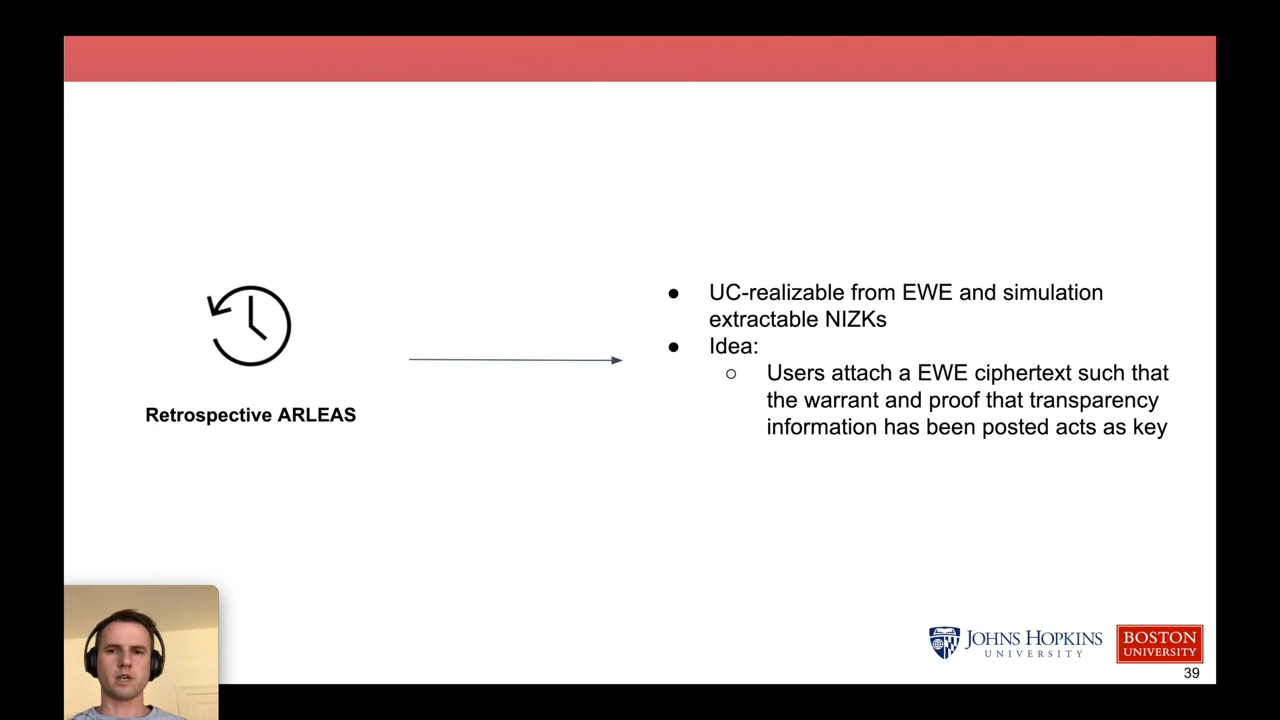 Retrospective ARLEAS
● UC-realizable from EWE and simulation
extractable NIZKs
● Idea:
○ Users attach a EWE ciphertext such that
the warrant and proof that transparency
information has been posted acts as key
JOHNS HOPKINS
UNIVERSITY
BOSTON
UNIVERSITY
39